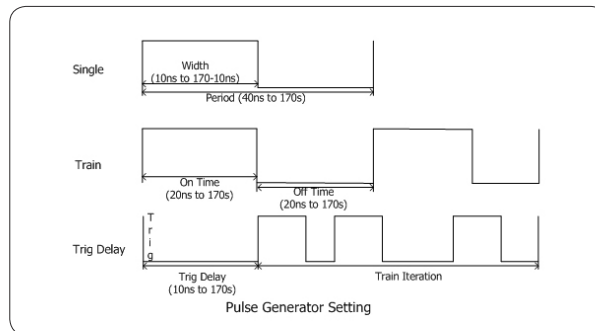 Single
Width
(10ns to 170-10ns)
Period (40ns to 170s)
Train
On Time
(20ns to 170s)
Off Time
(20ns to 170s)
Trig
Trig Delay
Trig Delay
(10ns to 170s)
Train Iteration
Pulse Generator Setting